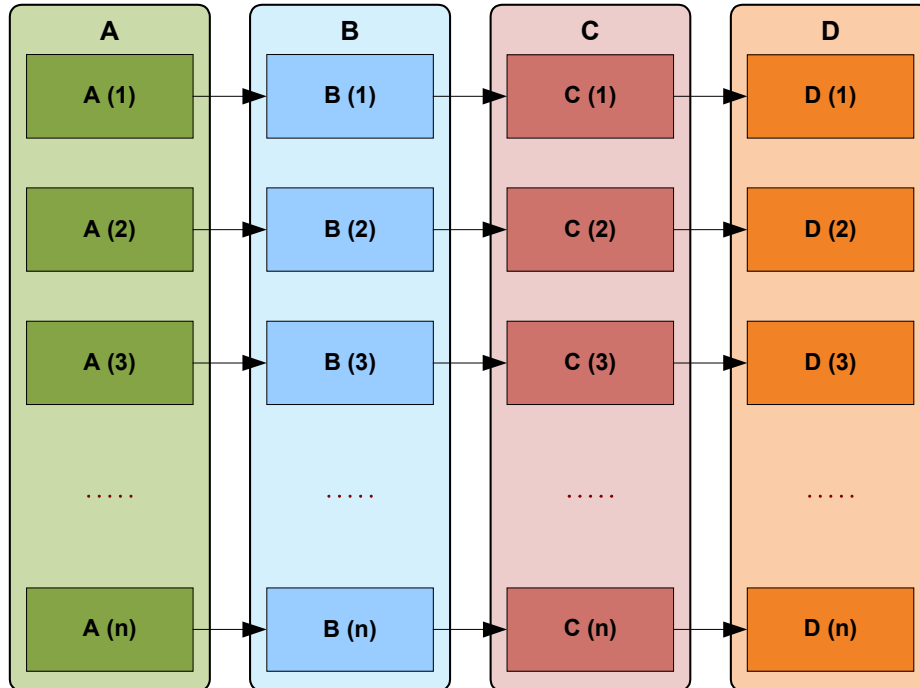 A B C D
A (1) B (1) C (1) D (1)
A (2) B (2) C (2) D (2)
A (3) B (3) C (3) D (3)
..... ..... ..... .....
A (n) B (n) C (n) D (n)